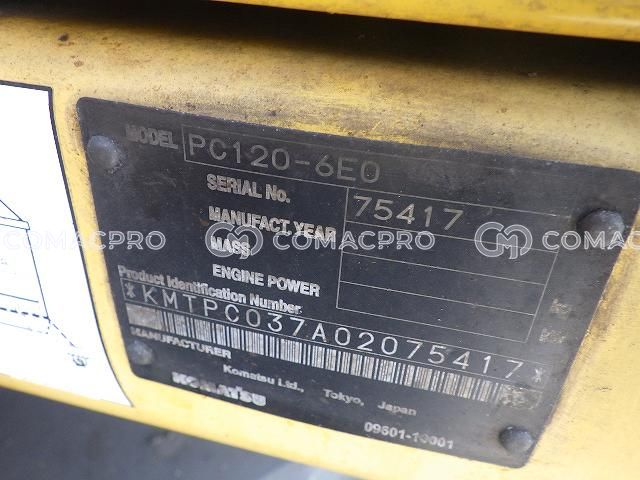 MODEL PC120-6E0
SERIAL No. 75417
MANUFACT.YEAR
MASS
ENGINE POWER
Product Identification Number
*KMTPC037A02075417*
MANUFACTURER
Komatsu Ltd., Tokyo, Japan
KOMATSU
09601-10001
COMACPRO COMACPRO COMACPRO